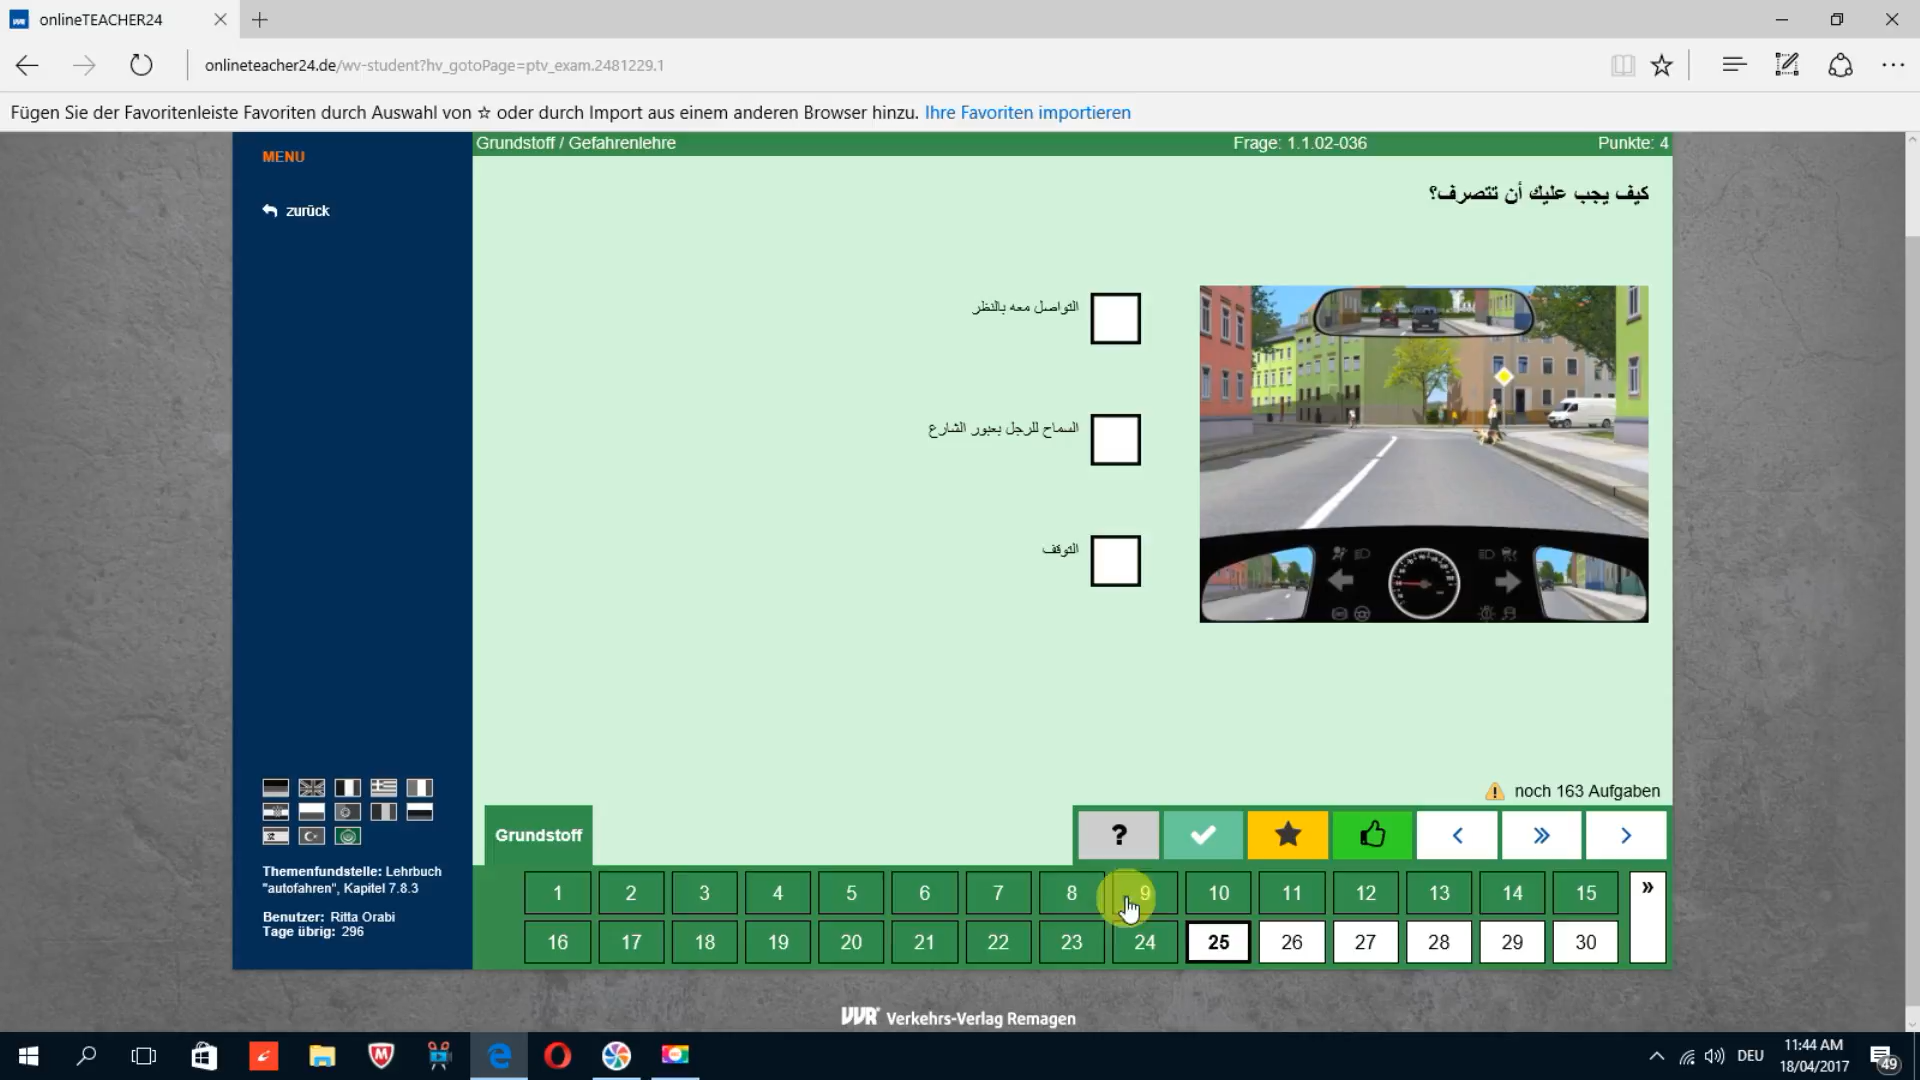 onlineTEACHER24
onlineteacher24.de/wv-student?hv_gotoPage=ptv_exam.2481229.1
Fügen Sie der Favoritenleiste Favoriten durch Auswahl von ☆ oder durch Import aus einem anderen Browser hinzu. Ihre Favoriten importieren
MENU
zurück
Grundstoff / Gefahrenlehre Frage: 1.1.02-036 Punkte: 4
كيف يجب عليك أن تتصرف؟
التواصل معه بالنظر
السماح للرجل بعبور الشارع
التوقف
noch 163 Aufgaben
Grundstoff
?
1 2 3 4 5 6 7 8 9 10 11 12 13 14 15 »
16 17 18 19 20 21 22 23 24 25 26 27 28 29 30
Themenfundstelle: Lehrbuch
"autofahren", Kapitel 7.8.3
Benutzer: Ritta Orabi
Tage übrig: 296
VVR Verkehrs-Verlag Remagen
DEU
11:44 AM
18/04/2017
49